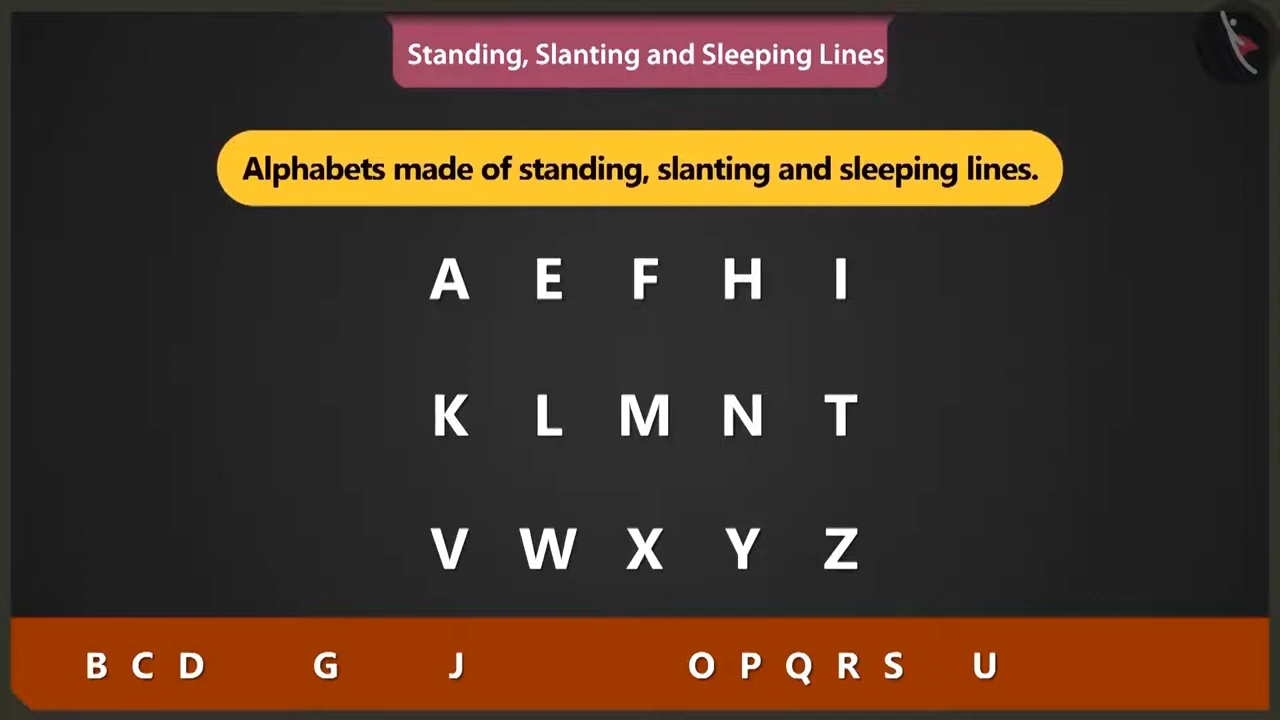 Standing, Slanting and Sleeping Lines
Alphabets made of standing, slanting and sleeping lines.
A E F H I
K L M N T
V W X Y Z
B C D G J O P Q R S U